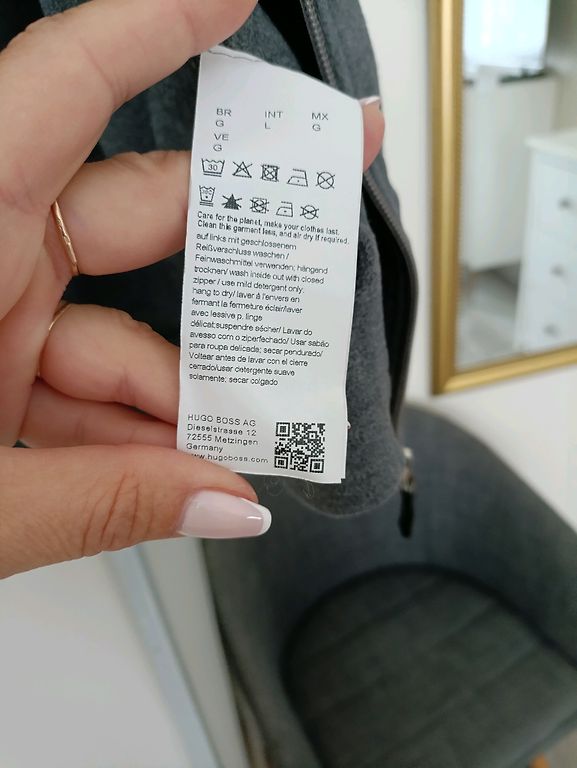 BR INT MX
G L G
VE
G
30
30
Care for the planet, make your clothes last.
Clean this garment less, and air dry if required.
auf links mit geschlossenem
Reißverschluss waschen /
Feinwaschmittel verwenden; hängend
trocknen/ wash inside out with closed
zipper / use mild detergent only;
hang to dry/ laver à l'envers en
fermant la fermeture éclair/laver
avec lessive p. linge
délicat;suspendre sécher/ Lavar do
avesso com o zíperfechado/ Usar sabão
para roupa delicada; secar pendurado/
Voltear antes de lavar con el cierre
cerrado/usar detergente suave
solamente; secar colgado
HUGO BOSS AG
Dieselstrasse 12
72555 Metzingen
Germany
www.hugoboss.com